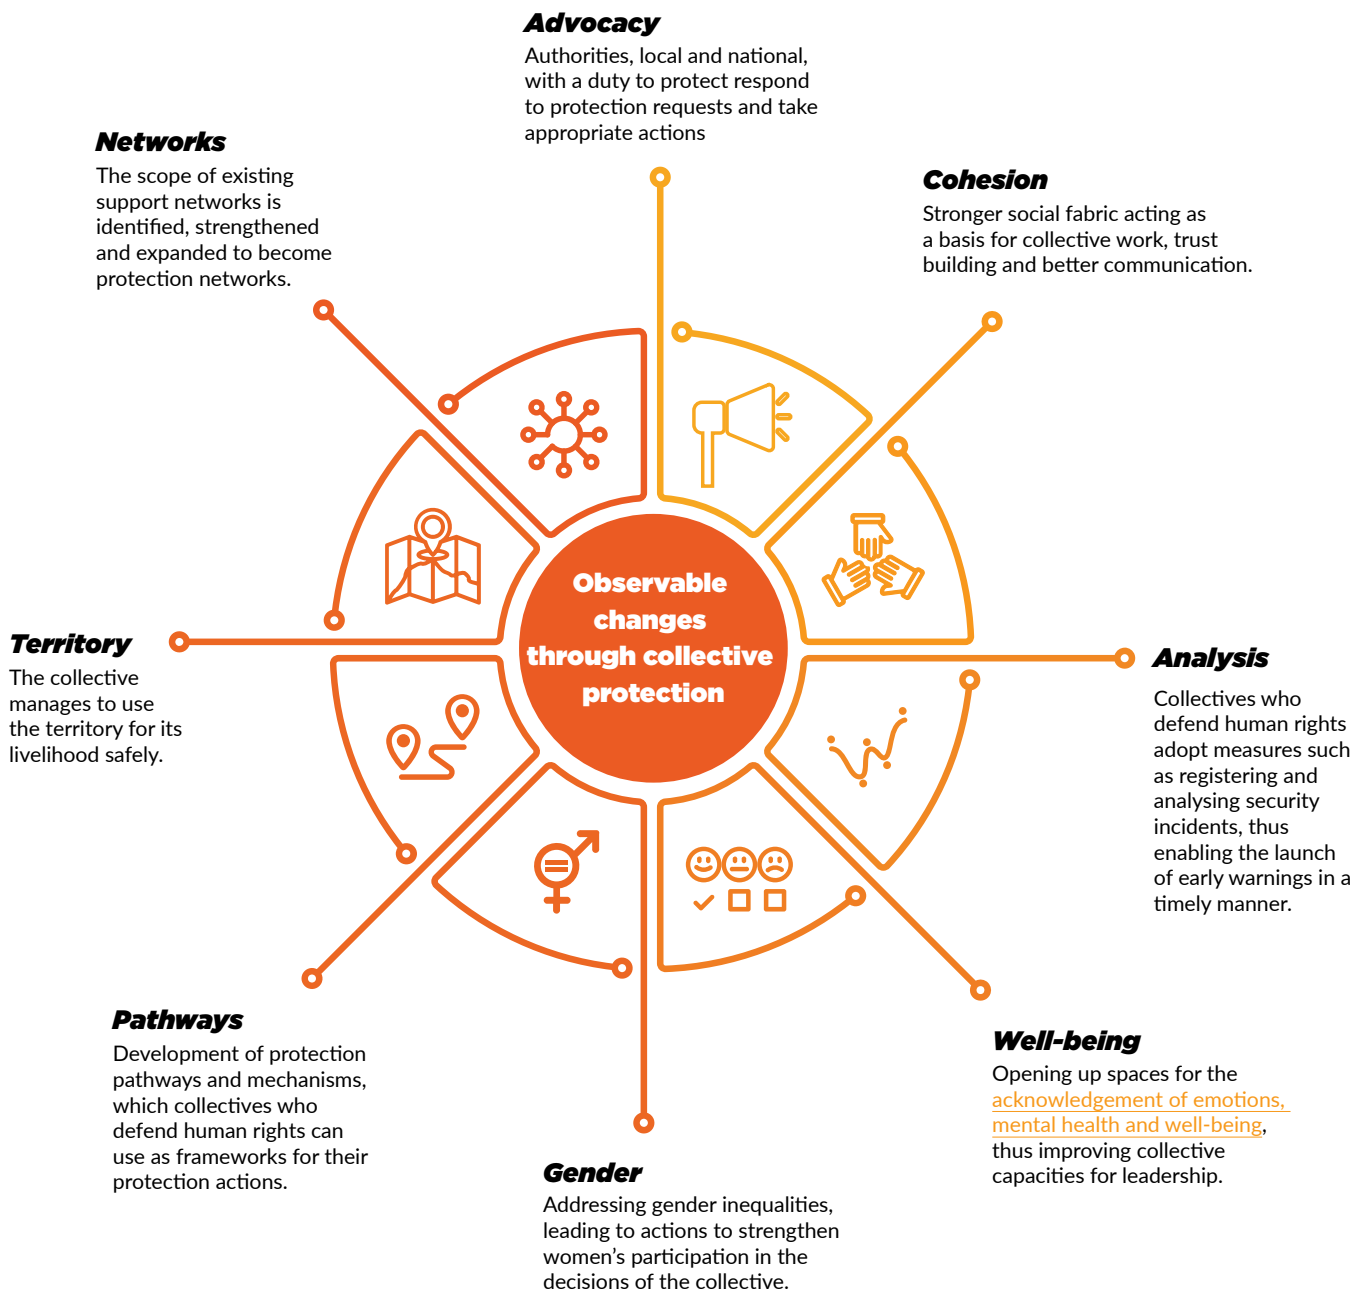 Advocacy
Authorities, local and national,
with a duty to protect respond
to protection requests and take
appropriate actions
Networks
The scope of existing
support networks is
identified, strengthened
and expanded to become
protection networks.
Cohesion
Stronger social fabric acting as
a basis for collective work, trust
building and better communication.
Observable
changes
through collective
protection
Territory
The collective
manages to use
the territory for its
livelihood safely.
Analysis
Collectives who
defend human rights
adopt measures such
as registering and
analysing security
incidents, thus
enabling the launch
of early warnings in a
timely manner.
Pathways
Development of protection
pathways and mechanisms,
which collectives who
defend human rights can
use as frameworks for their
protection actions.
Well-being
Opening up spaces for the
acknowledgement of emotions,
mental health and well-being,
thus improving collective
capacities for leadership.
Gender
Addressing gender inequalities,
leading to actions to strengthen
women's participation in the
decisions of the collective.